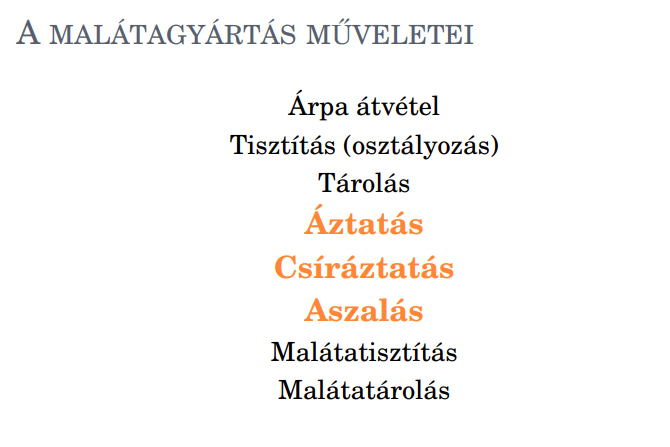 A MALÁTAGYÁRTÁS MŰVELETEI
Árpa átvétel
Tisztítás (osztályozás)
Tárolás
Áztatás
Csíráztatás
Aszalás
Malátatisztítás
Malátatárolás